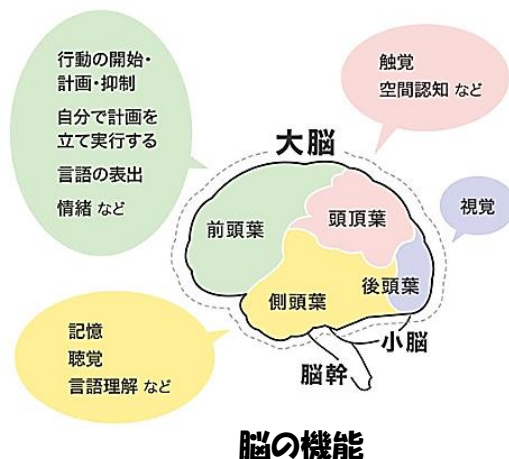 行動の開始・
計画・抑制
自分で計画を
立て実行する
言語の表出
情緒 など
触覚
空間認知 など
大脳
視覚
前頭葉
頭頂葉
後頭葉
側頭葉
記憶
聴覚
言語理解 など
小脳
脳幹
脳の機能